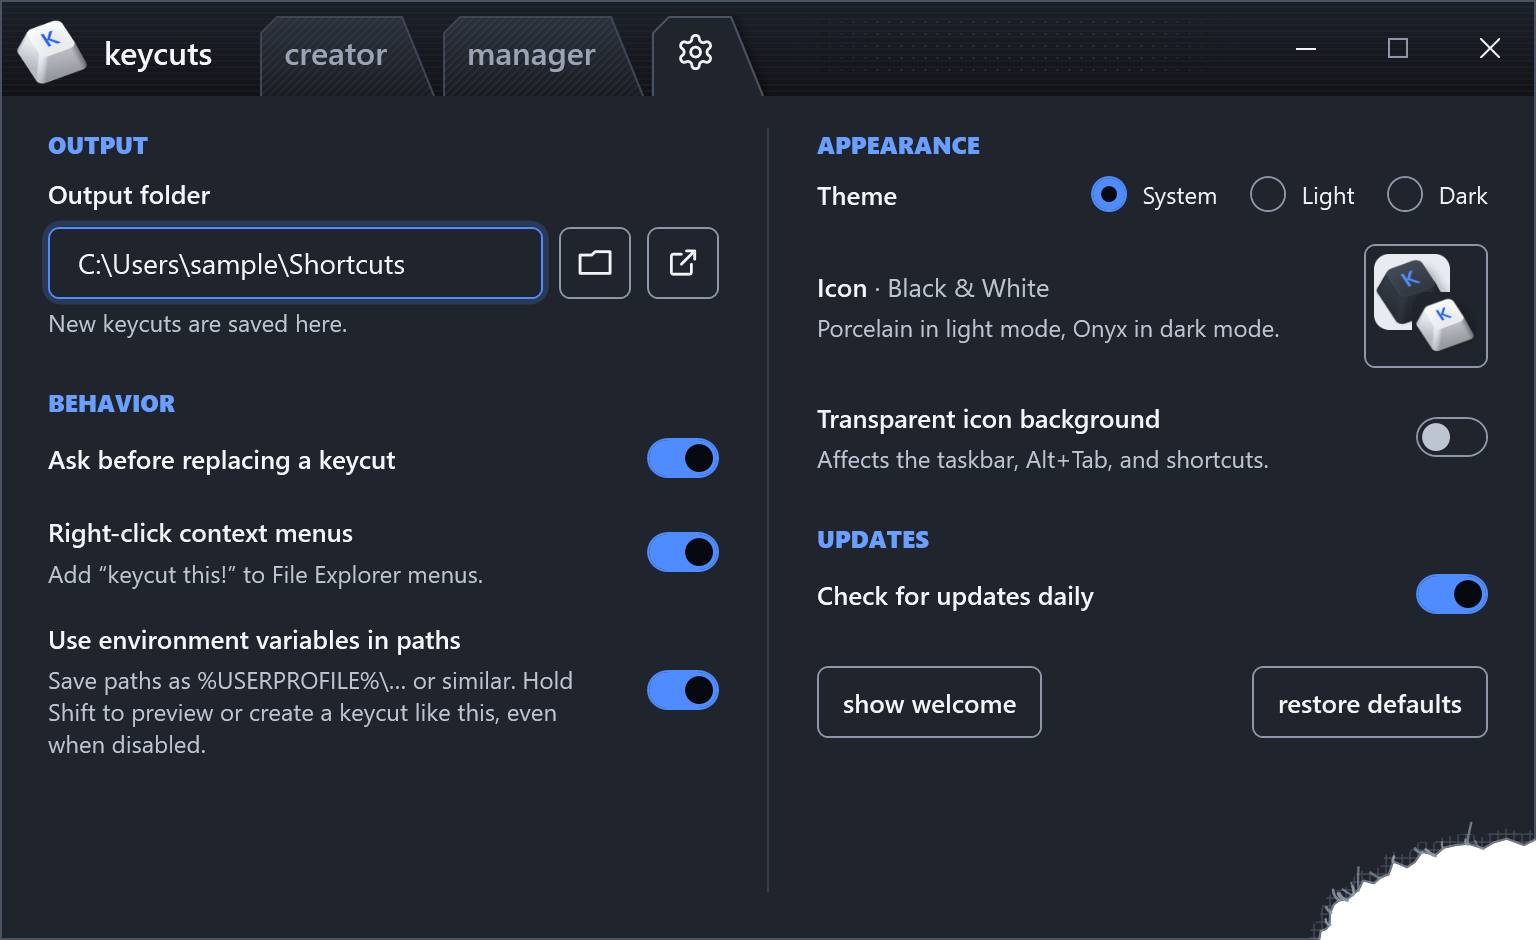 keycuts
creator
manager
OUTPUT
Output folder
C:\Users\sample\Shortcuts
New keycuts are saved here.
BEHAVIOR
Ask before replacing a keycut
Right-click context menus
Add “keycut this!” to File Explorer menus.
Use environment variables in paths
Save paths as %USERPROFILE%\... or similar. Hold
Shift to preview or create a keycut like this, even
when disabled.
APPEARANCE
Theme
System
Light
Dark
Icon · Black & White
Porcelain in light mode, Onyx in dark mode.
K
K
Transparent icon background
Affects the taskbar, Alt+Tab, and shortcuts.
UPDATES
Check for updates daily
show welcome
restore defaults
K